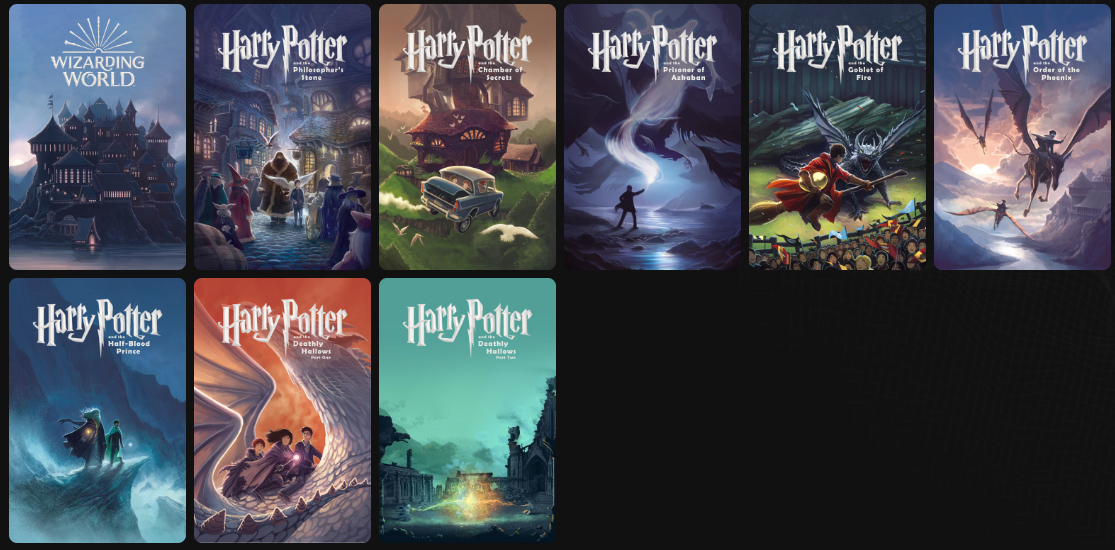 WIZARDING
WORLD
Harry Potter
and the
Philosopher's
Stone
Harry Potter
and the
Chamber of
Secrets
Harry Potter
and the
Prisoner of
Azkaban
Harry Potter
and the
Goblet of
Fire
Harry Potter
and the
Order of the
Phoenix
Harry Potter
and the
Half-Blood
Prince
Harry Potter
and the
Deathly
Hallows
Part One
Harry Potter
and the
Deathly
Hallows
Part Two